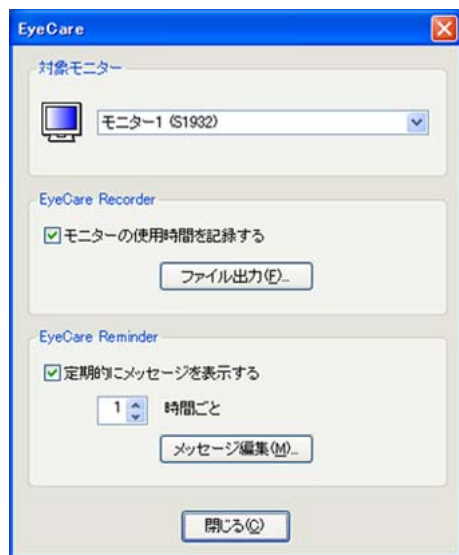 EyeCare
対象モニター
モニター1 (S1932)
EyeCare Recorder
モニターの使用時間を記録する
ファイル出力(F)...
EyeCare Reminder
定期的にメッセージを表示する
1 時間ごと
メッセージ編集(M)...
閉じる(C)